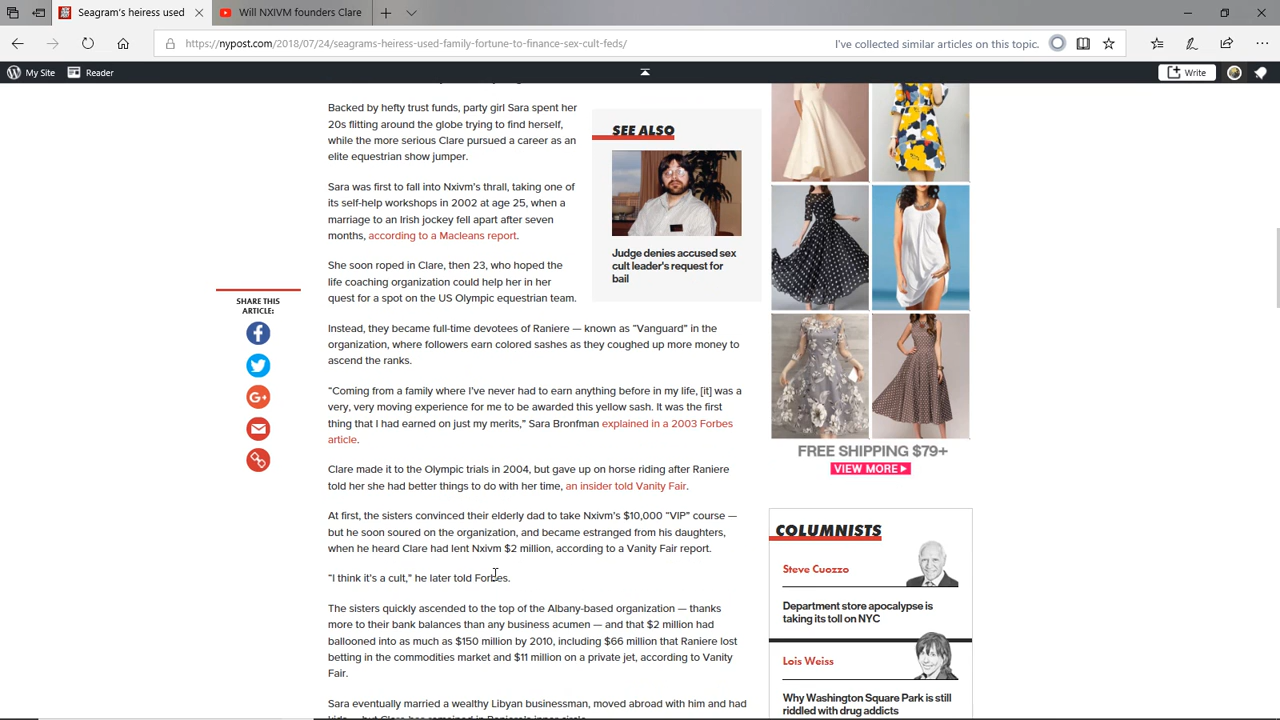 Seagram's heiress used
Will NXIVM founders Clare
https://nypost.com/2018/07/24/seagrams-heiress-used-family-fortune-to-finance-sex-cult-feds/
I've collected similar articles on this topic.
My Site
Reader
Write
Backed by hefty trust funds, party girl Sara spent her
20s flitting around the globe trying to find herself,
while the more serious Clare pursued a career as an
elite equestrian show jumper.
Sara was first to fall into Nxivm's thrall, taking one of
its self-help workshops in 2002 at age 25, when a
marriage to an Irish jockey fell apart after seven
months, according to a Macleans report.
She soon roped in Clare, then 23, who hoped the
life coaching organization could help her in her
quest for a spot on the US Olympic equestrian team.
SEE ALSO
Judge denies accused sex
cult leader's request for
bail
SHARE THIS
ARTICLE:
Instead, they became full-time devotees of Raniere — known as "Vanguard" in the
organization, where followers earn colored sashes as they coughed up more money to
ascend the ranks.
"Coming from a family where I've never had to earn anything before in my life, [it] was a
very, very moving experience for me to be awarded this yellow sash. It was the first
thing that I had earned on just my merits," Sara Bronfman explained in a 2003 Forbes
article.
Clare made it to the Olympic trials in 2004, but gave up on horse riding after Raniere
told her she had better things to do with her time, an insider told Vanity Fair.
At first, the sisters convinced their elderly dad to take Nxivm's $10,000 "VIP" course —
but he soon soured on the organization, and became estranged from his daughters,
when he heard Clare had lent Nxivm $2 million, according to a Vanity Fair report.
"I think it's a cult," he later told Forbes.
The sisters quickly ascended to the top of the Albany-based organization — thanks
more to their bank balances than any business acumen — and that $2 million had
ballooned into as much as $150 million by 2010, including $66 million that Raniere lost
betting in the commodities market and $11 million on a private jet, according to Vanity
Fair.
Sara eventually married a wealthy Libyan businessman, moved abroad with him and had
kids — but Clare has remained in Raniere's inner circle.
FREE SHIPPING $79+
VIEW MORE
COLUMNISTS
Steve Cuozzo
Department store apocalypse is
taking its toll on NYC
Lois Weiss
Why Washington Square Park is still
riddled with drug addicts